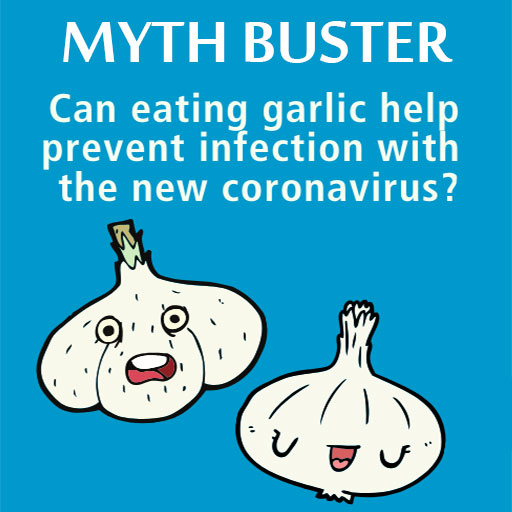 MYTH BUSTER
Can eating garlic help
prevent infection with
the new coronavirus?